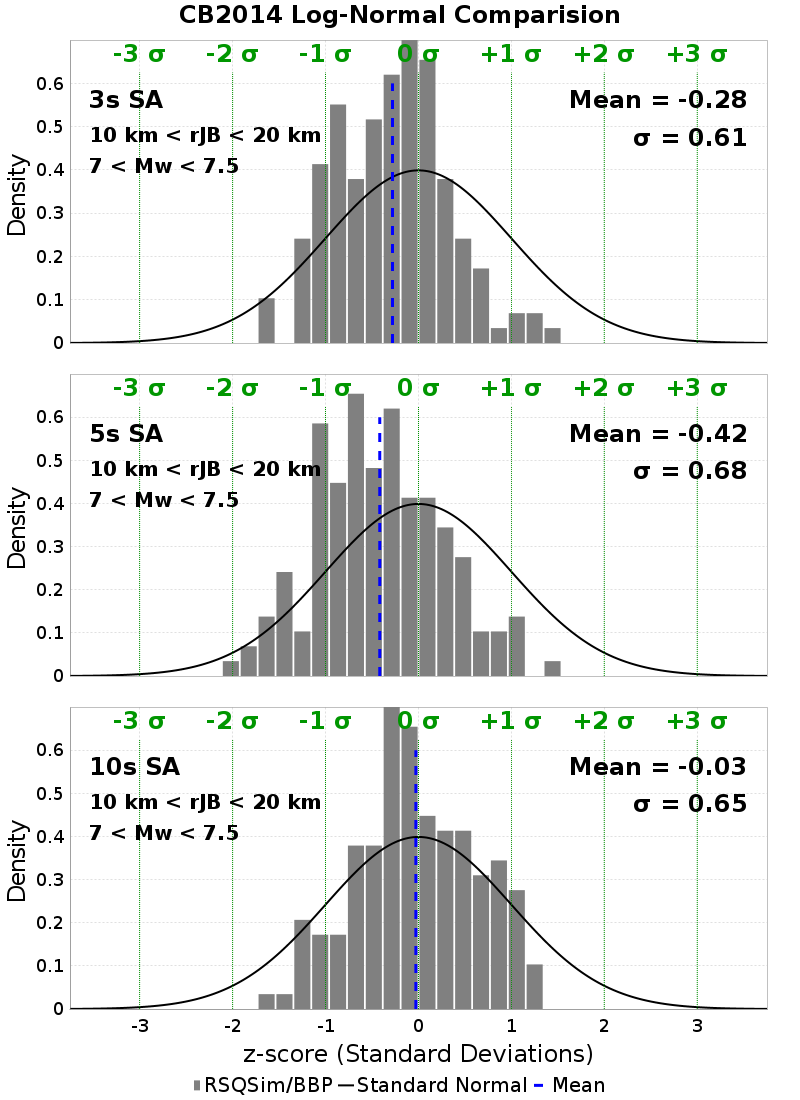 CB2014 Log-Normal Comparision
-3 σ -2 σ -1 σ 0 σ +1 σ +2 σ +3 σ
3s SA
10 km < rJB < 20 km
7 < Mw < 7.5
Mean = -0.28
σ = 0.61
Density
0.6
0.5
0.4
0.3
0.2
0.1
0
-3 σ -2 σ -1 σ 0 σ +1 σ +2 σ +3 σ
5s SA
10 km < rJB < 20 km
7 < Mw < 7.5
Mean = -0.42
σ = 0.68
Density
0.6
0.5
0.4
0.3
0.2
0.1
0
-3 σ -2 σ -1 σ 0 σ +1 σ +2 σ +3 σ
10s SA
10 km < rJB < 20 km
7 < Mw < 7.5
Mean = -0.03
σ = 0.65
Density
0.6
0.5
0.4
0.3
0.2
0.1
0
-3 -2 -1 0 1 2 3
z-score (Standard Deviations)
RSQSim/BBP Standard Normal Mean